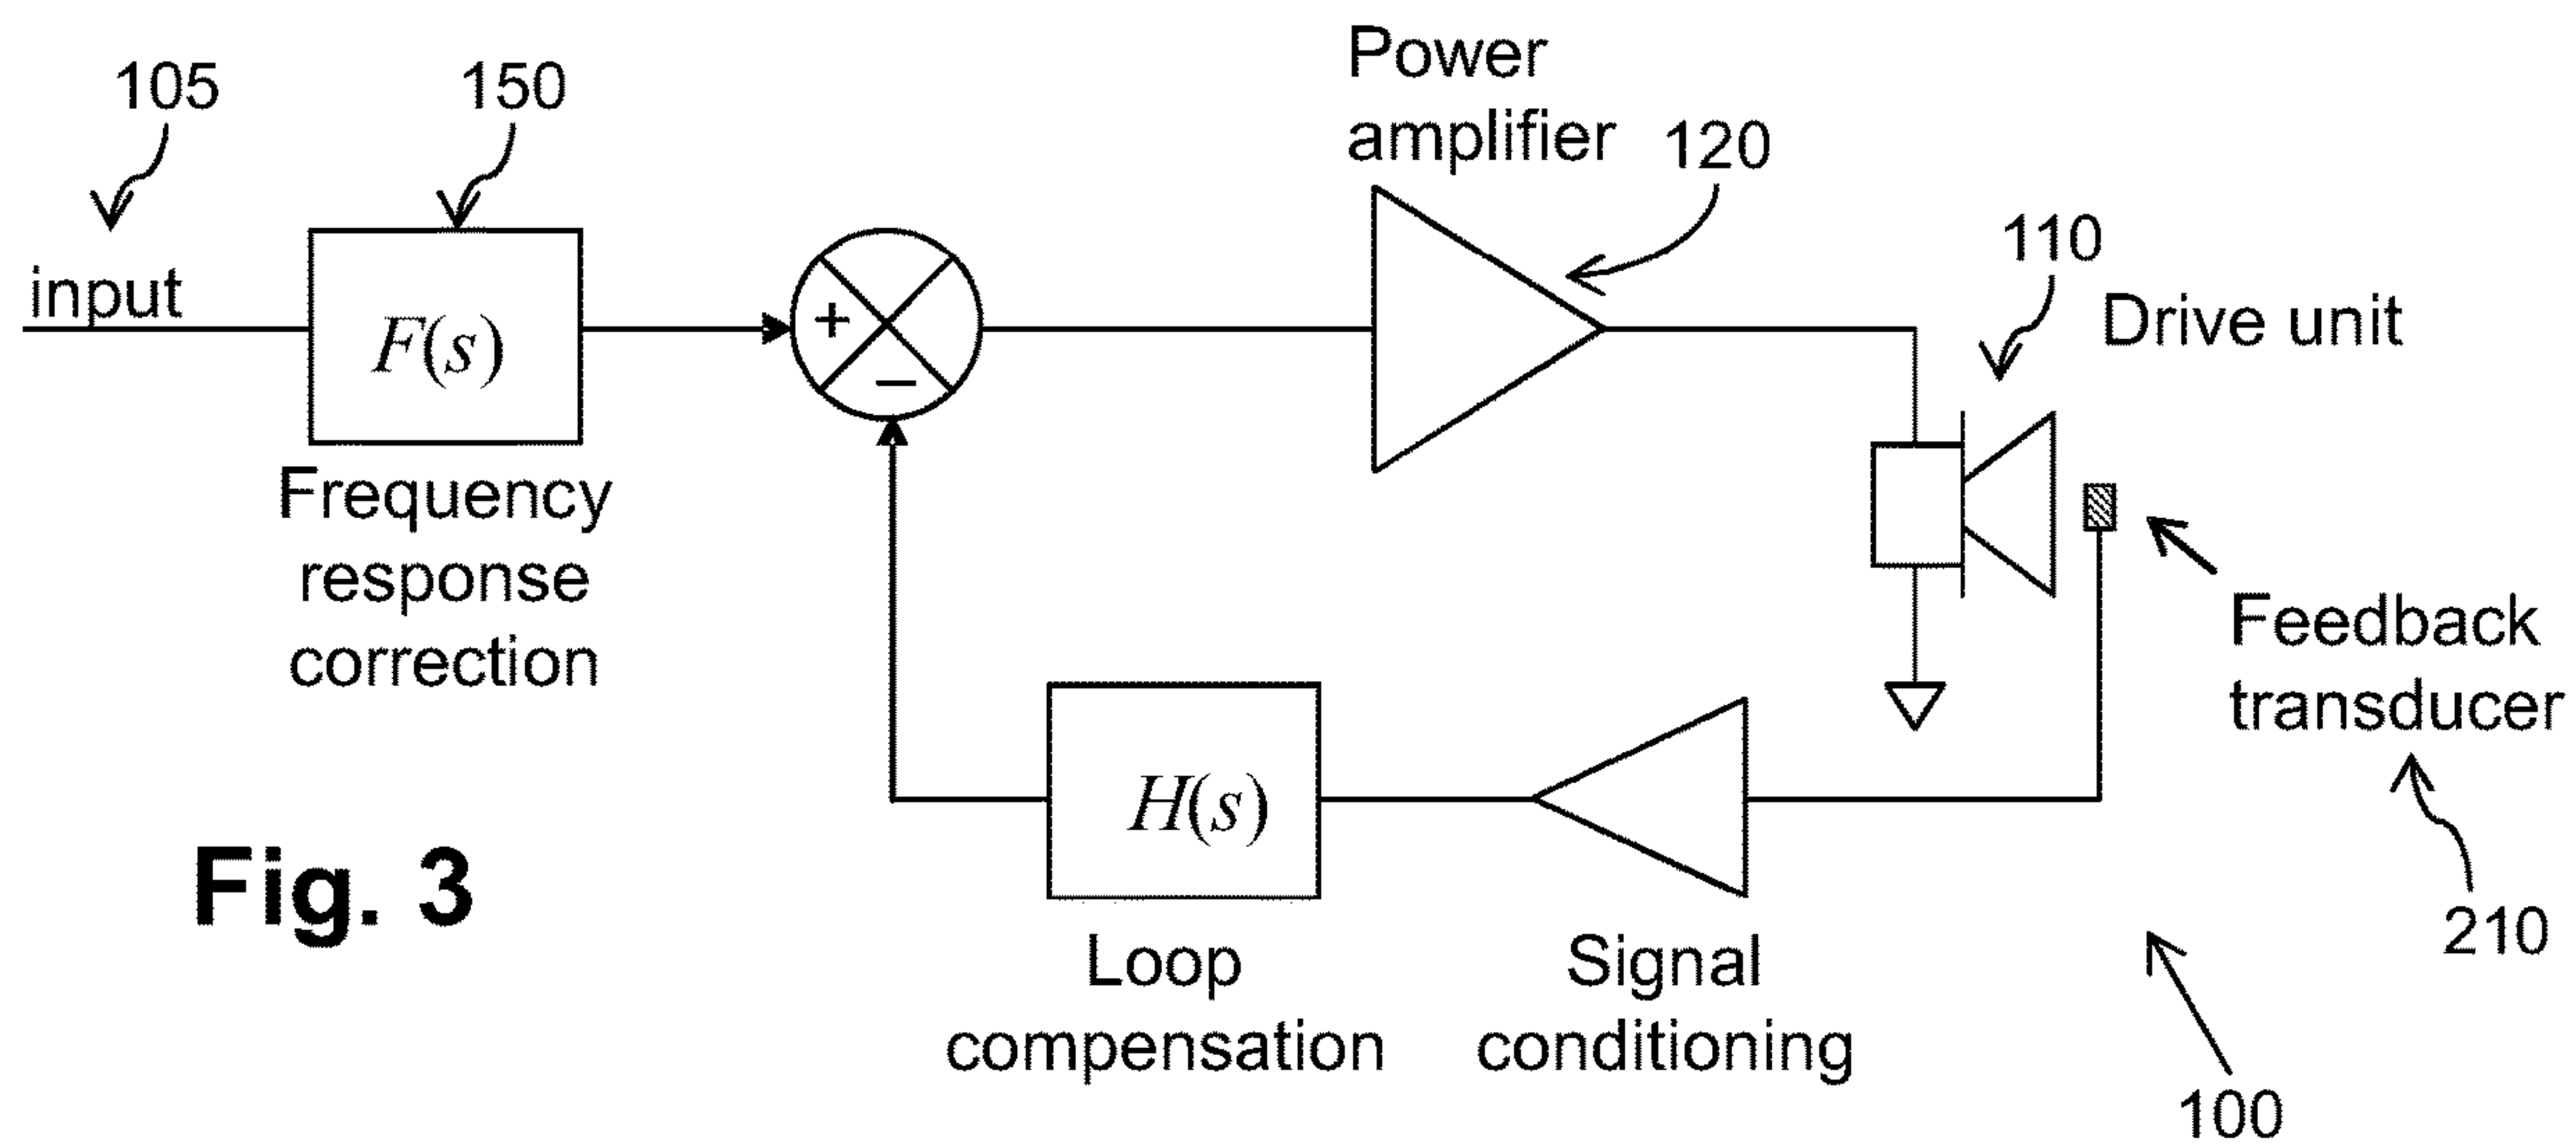 105
150
Power
amplifier
120
110
Drive unit
input
F(s)
+
−
Frequency
response
correction
Feedback
transducer
210
H(s)
Loop
compensation
Signal
conditioning
100
Fig. 3